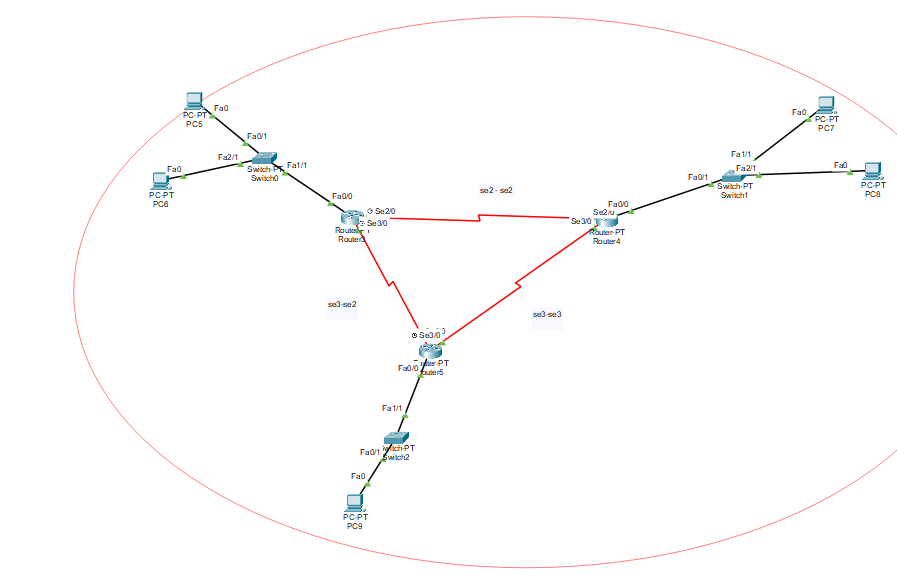 Fa0
PC-PT
PC5
Fa0/1
Fa2/1
Fa0
PC-PT
PC6
Switch-PT
Switch0
Fa1/1
Fa0/0
Se2/0
Se3/0
Router3
se2 - se2
Fa0
PC-PT
PC7
Fa1/1
Fa2/1
Fa0
Fa0/1
Switch-PT
Switch1
PC-PT
PC8
Fa0/0
Se2/0
Se3/0
Router-PT
Router4
se3-se2
se3-se3
Se3/0
Fa0/0
Fa1/1
Fa0/1
Fa0
PC-PT
PC9